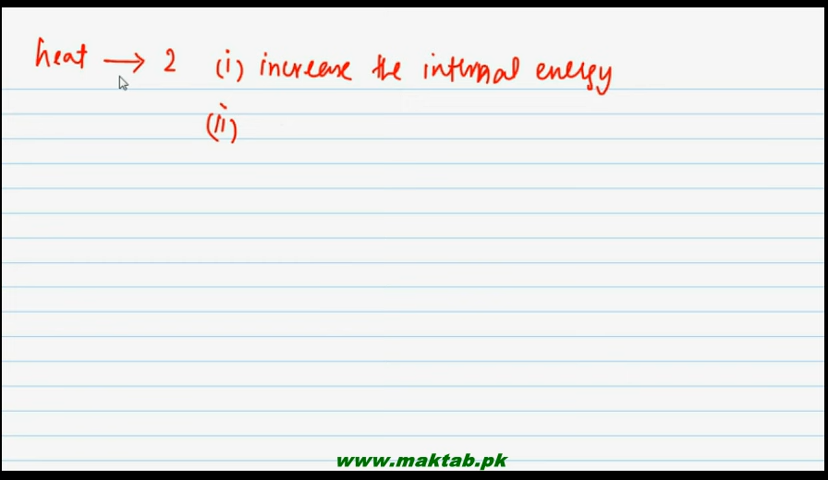 heat → 2 (i) increase the internal energy
(ii)
www.maktab.pk